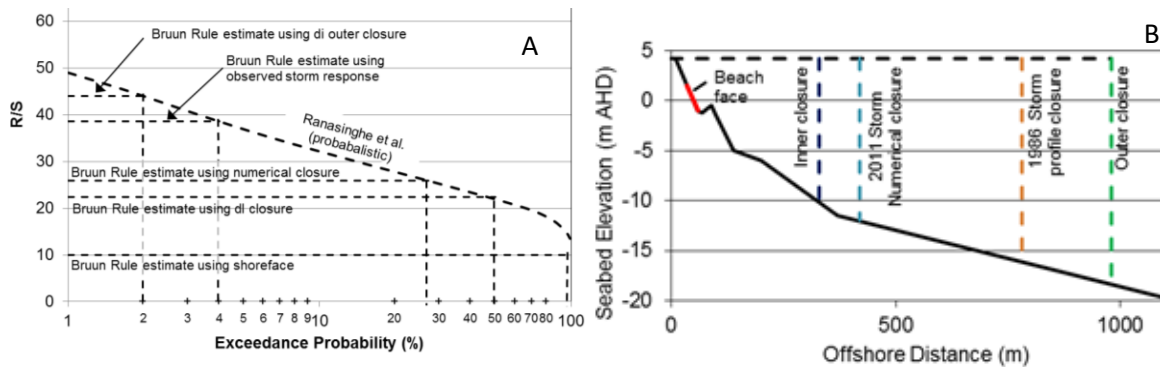 60
50
40
30
20
10
0
R/S
A
Bruun Rule estimate using di outer closure
Bruun Rule estimate using
observed storm response
Ranasinghe et al.
(probabalistic)
Bruun Rule estimate using numerical closure
Bruun Rule estimate using dl closure
Bruun Rule estimate using shoreface
1 2 3 4 5 6 7 8 9 10 20 30 40 50 60 70 80 100
Exceedance Probability (%)
B
5
0
-5
-10
-15
-20
Seabed Elevation (m AHD)
Beach
face
Inner closure
2011 Storm
Numerical closure
1986 Storm
profile closure
Outer closure
0 500 1000
Offshore Distance (m)